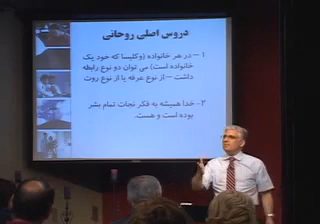 دروس اصلی روحانی
۱ – در هر خانواده (وکلیسا که خود یک
خانواده است) می توان دو نوع رابطه
داشت – از نوع عرفه یا از نوع روت
۲- خدا همیشه به فکر نجات تمام بشر
بوده است و هست.